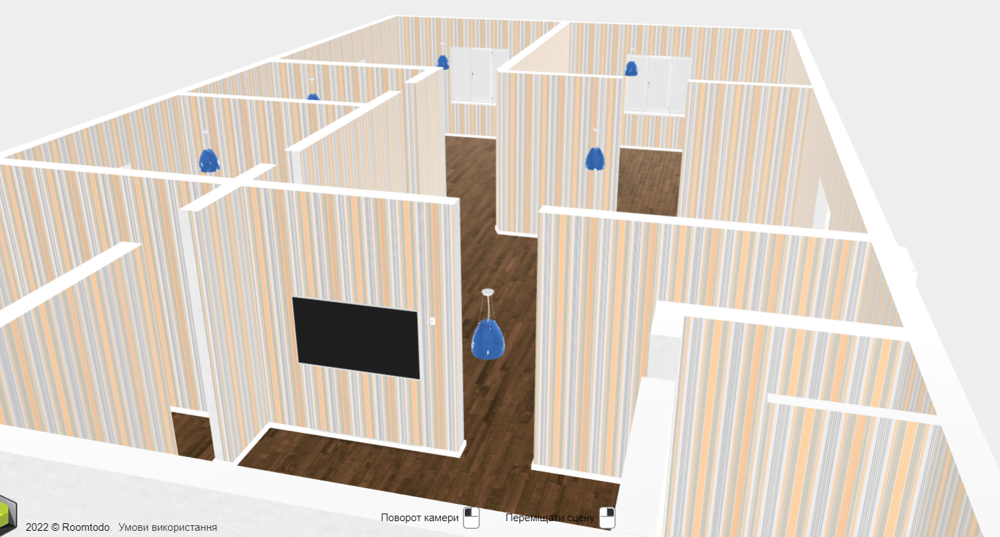 Поворот камери
Переміщати сцену
2022 © Roomtodo Умови використання